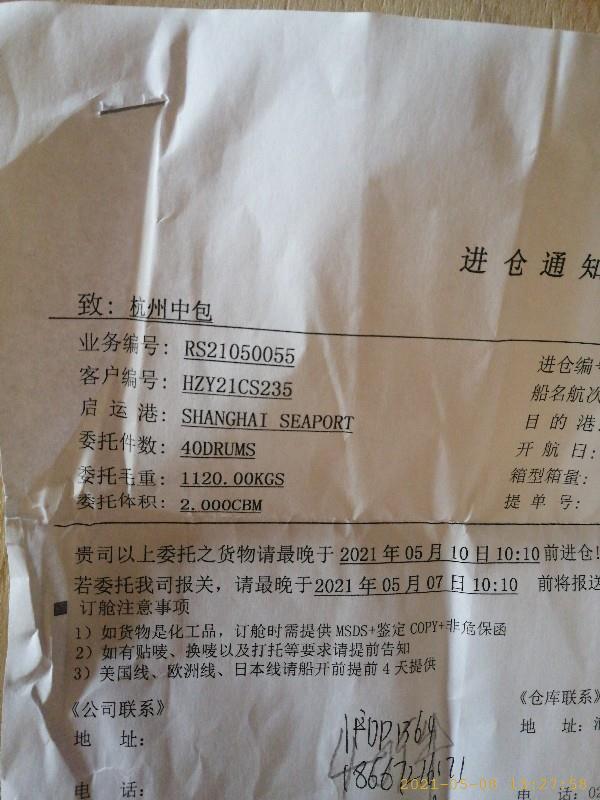 进仓通知
致: 杭州中包
业务编号: RS21050055
进仓编号
客户编号: HZY21CS235
船名航次
启运港: SHANGHAI SEAPORT
目的港:
委托件数: 40DRUMS
开航日:
委托毛重: 1120.00KGS
箱型箱量:
委托体积: 2.000CBM
提单号:
贵司以上委托之货物请最晚于 2021年05月10日10:10前进仓!
若委托我司报关，请最晚于2021年05月07日10:10 前将报送
■ 订舱注意事项
1）如货物是化工品，订舱时需提供MSDS+鉴定COPY+非危保函
2）如有贴唛、换唛以及打托等要求请提前告知
3）美国线、欧洲线、日本线请船开前提前4天提供
《公司联系》
《仓库联系
地 址:
地 址:
电 话:
电 话: 02
2021-05-08 13:27:58